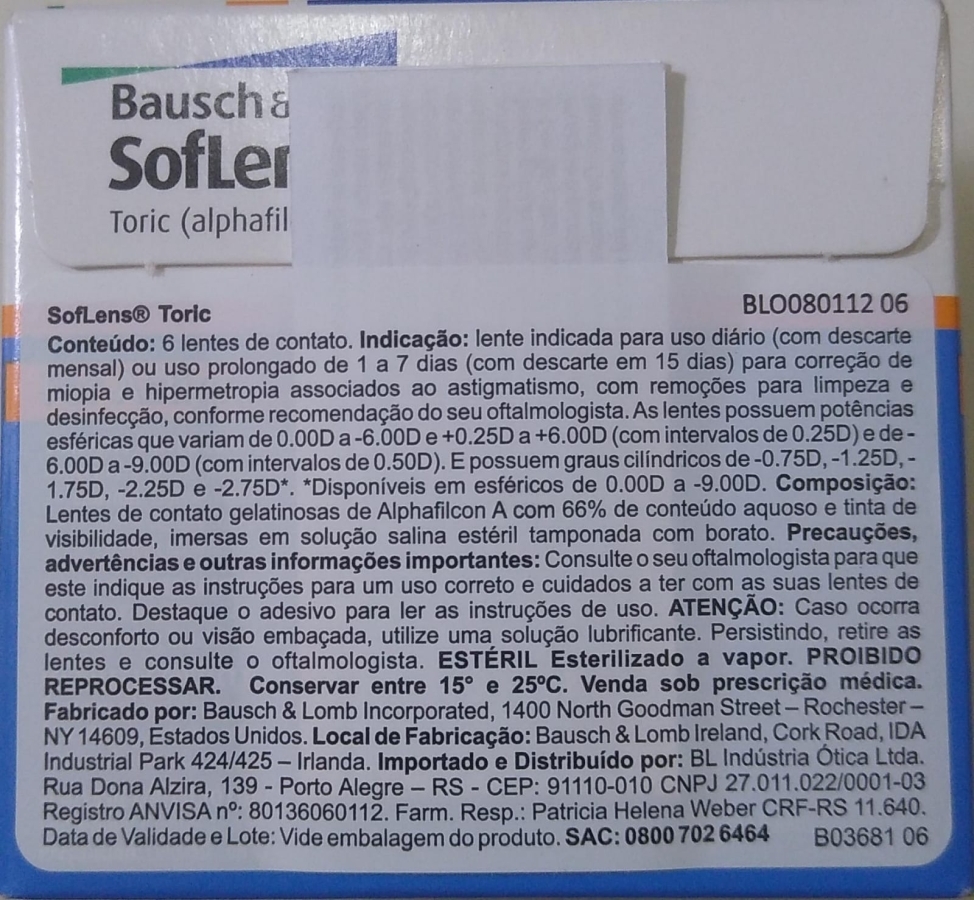 Bausch &
SofLen
Toric (alphafil
SofLens® Toric
BLO080112 06
Conteúdo: 6 lentes de contato. Indicação: lente indicada para uso diário (com descarte
mensal) ou uso prolongado de 1 a 7 dias (com descarte em 15 dias) para correção de
miopia e hipermetropia associados ao astigmatismo, com remoções para limpeza e
desinfecção, conforme recomendação do seu oftalmologista. As lentes possuem potências
esféricas que variam de 0.00D a -6.00D e +0.25D a +6.00D (com intervalos de 0.25D) e de -
6.00D a -9.00D (com intervalos de 0.50D). E possuem graus cilíndricos de -0.75D, -1.25D, -
1.75D, -2.25D e -2.75D*. *Disponíveis em esféricos de 0.00D a -9.00D. Composição:
Lentes de contato gelatinosas de Alphafilcon A com 66% de conteúdo aquoso e tinta de
visibilidade, imersas em solução salina estéril tamponada com borato. Precauções,
advertências e outras informações importantes: Consulte o seu oftalmologista para que
este indique as instruções para um uso correto e cuidados a ter com as suas lentes de
contato. Destaque o adesivo para ler as instruções de uso. ATENÇÃO: Caso ocorra
desconforto ou visão embaçada, utilize uma solução lubrificante. Persistindo, retire as
lentes e consulte o oftalmologista. ESTÉRIL Esterilizado a vapor. PROIBIDO
REPROCESSAR. Conservar entre 15° e 25ºC. Venda sob prescrição médica.
Fabricado por: Bausch & Lomb Incorporated, 1400 North Goodman Street – Rochester –
NY 14609, Estados Unidos. Local de Fabricação: Bausch & Lomb Ireland, Cork Road, IDA
Industrial Park 424/425 – Irlanda. Importado e Distribuído por: BL Indústria Ótica Ltda.
Rua Dona Alzira, 139 - Porto Alegre – RS - CEP: 91110-010 CNPJ 27.011.022/0001-03
Registro ANVISA nº: 80136060112. Farm. Resp.: Patricia Helena Weber CRF-RS 11.640.
Data de Validade e Lote: Vide embalagem do produto. SAC: 0800 702 6464
B03681 06